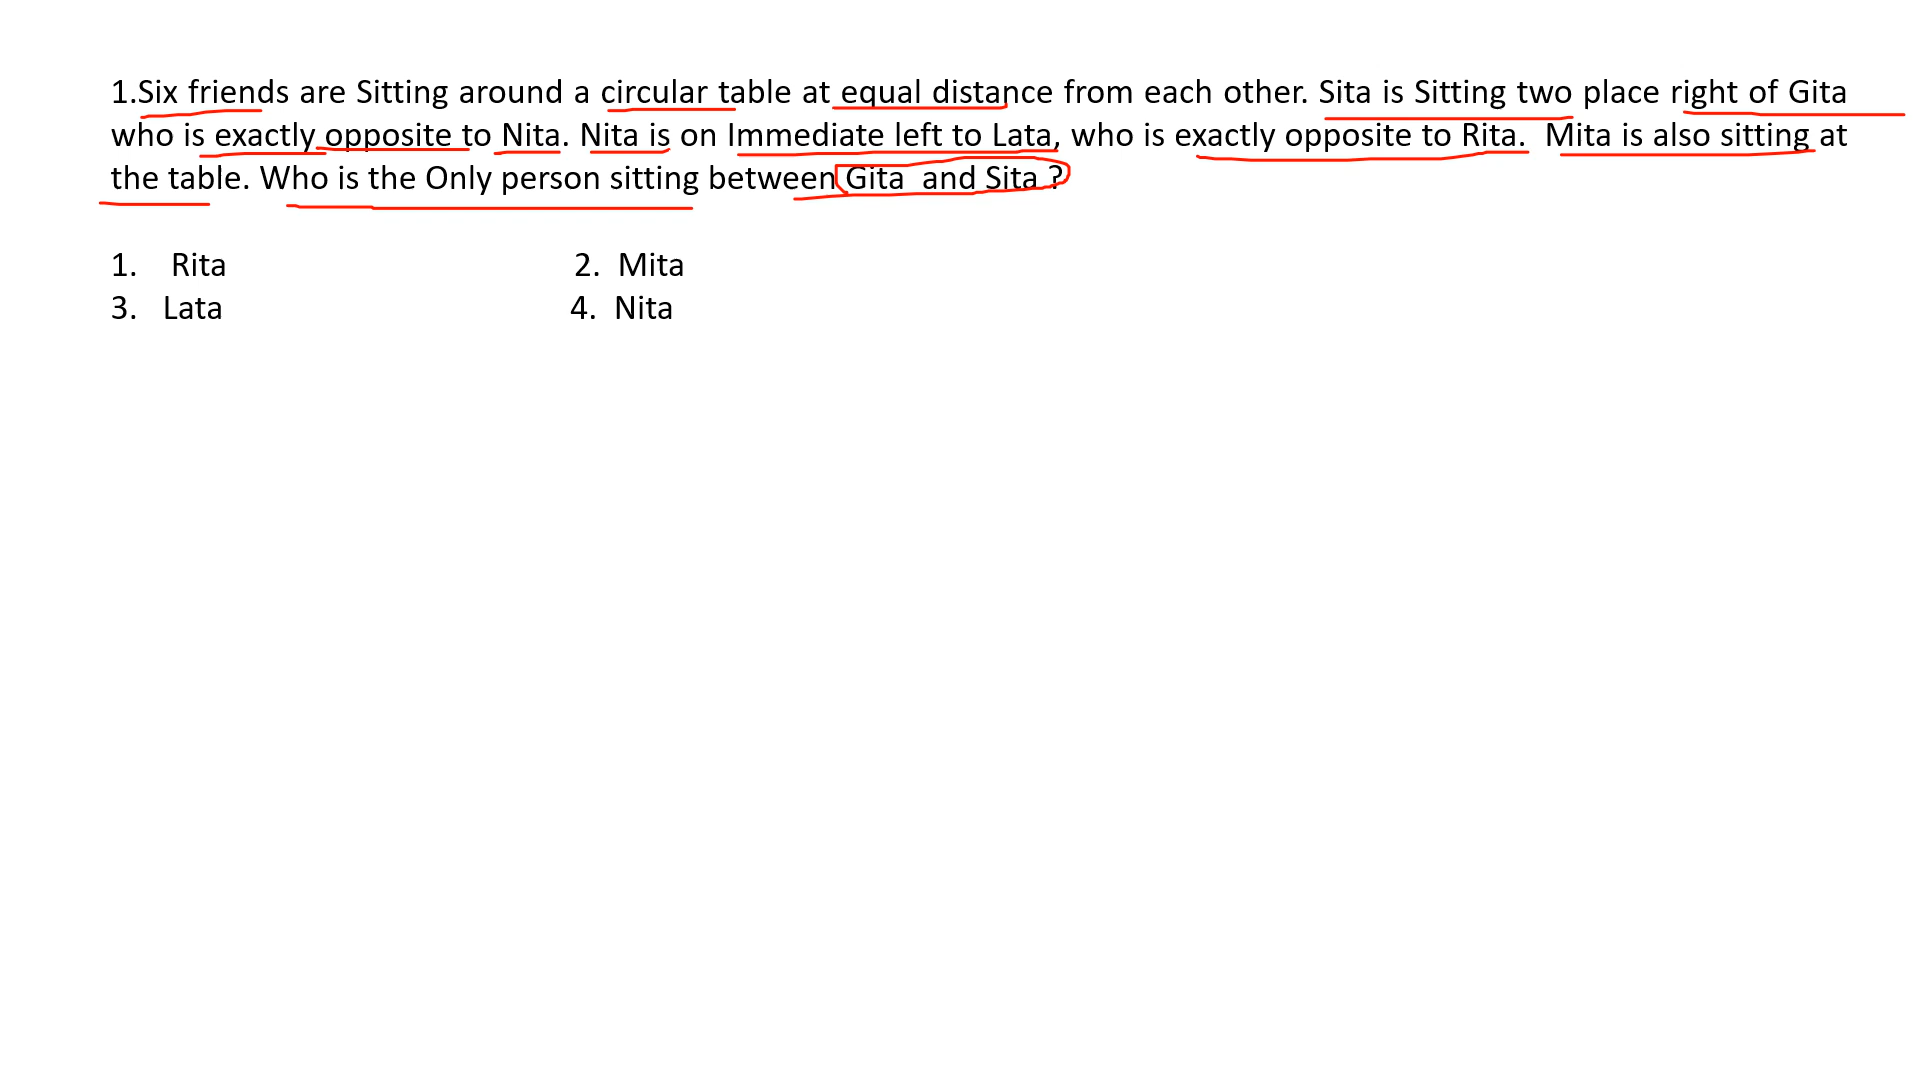 1.Six friends are Sitting around a circular table at equal distance from each other. Sita is Sitting two place right of Gita
who is exactly opposite to Nita. Nita is on Immediate left to Lata, who is exactly opposite to Rita. Mita is also sitting at
the table. Who is the Only person sitting between Gita and Sita ?
1. Rita 2. Mita
3. Lata 4. Nita